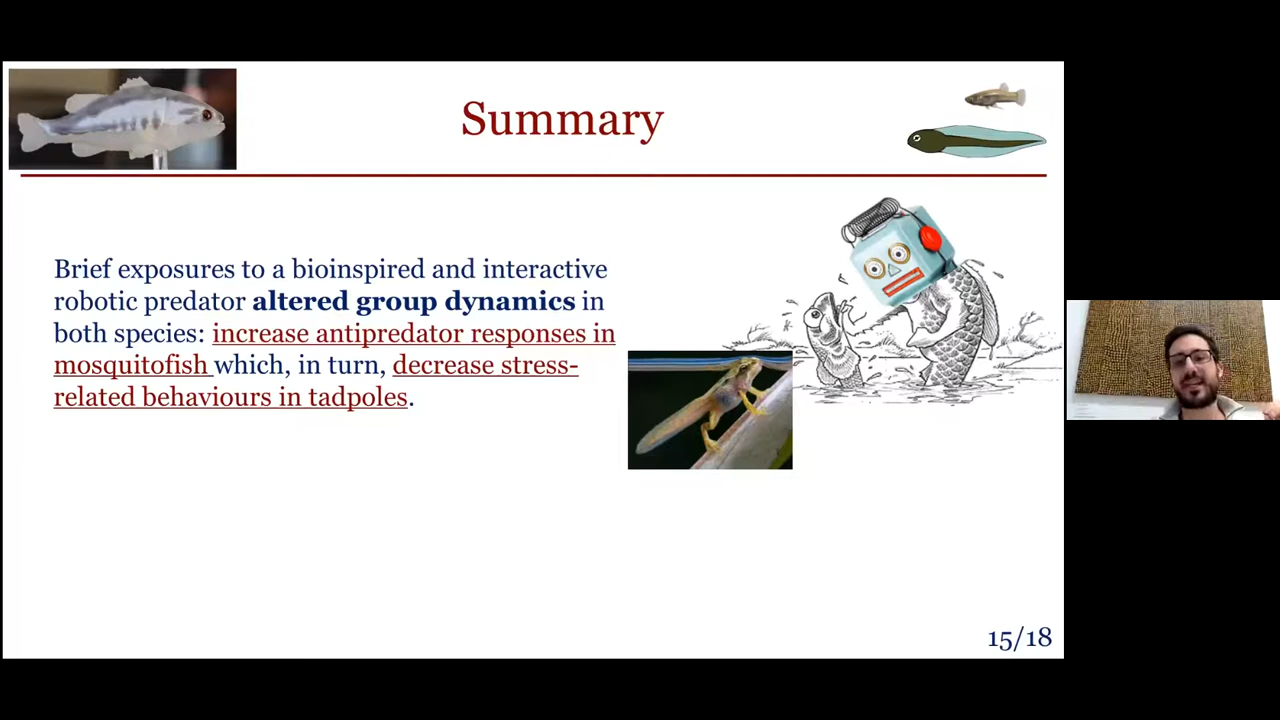 Summary
Brief exposures to a bioinspired and interactive
robotic predator altered group dynamics in
both species: increase antipredator responses in
mosquitofish which, in turn, decrease stress-
related behaviours in tadpoles.
15/18